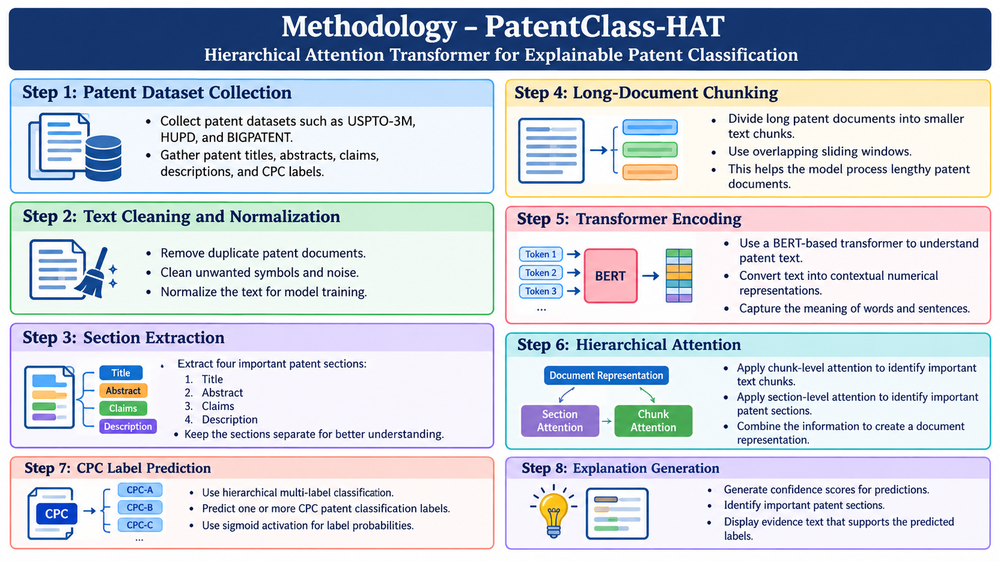 Methodology – PatentClass-HAT
Hierarchical Attention Transformer for Explainable Patent Classification
Step 1: Patent Dataset Collection
• Collect patent datasets such as USPTO-3M,
HUPD, and BIGPATENT.
• Gather patent titles, abstracts, claims,
descriptions, and CPC labels.
Step 2: Text Cleaning and Normalization
• Remove duplicate patent documents.
• Clean unwanted symbols and noise.
• Normalize the text for model training.
Step 3: Section Extraction
Title
Abstract
Claims
Description
• Extract four important patent sections:
1. Title
2. Abstract
3. Claims
4. Description
• Keep the sections separate for better understanding.
Step 4: Long-Document Chunking
• Divide long patent documents into smaller
text chunks.
• Use overlapping sliding windows.
• This helps the model process lengthy patent
documents.
Step 5: Transformer Encoding
Token 1
Token 2
Token 3
...
BERT
• Use a BERT-based transformer to understand
patent text.
• Convert text into contextual numerical
representations.
• Capture the meaning of words and sentences.
Step 6: Hierarchical Attention
Document Representation
Section
Attention
Chunk
Attention
• Apply chunk-level attention to identify important
text chunks.
• Apply section-level attention to identify important
patent sections.
• Combine the information to create a document
representation.
Step 7: CPC Label Prediction
CPC
CPC-A
CPC-B
CPC-C
...
• Use hierarchical multi-label classification.
• Predict one or more CPC patent classification labels.
• Use sigmoid activation for label probabilities.
Step 8: Explanation Generation
• Generate confidence scores for predictions.
• Identify important patent sections.
• Display evidence text that supports the predicted
labels.